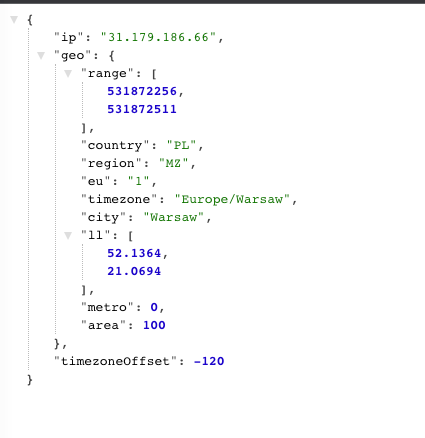 {
"ip": "31.179.186.66",
"geo": {
"range": [
531872256,
531872511
],
"country": "PL",
"region": "MZ",
"eu": "1",
"timezone": "Europe/Warsaw",
"city": "Warsaw",
"ll": [
52.1364,
21.0694
],
"metro": 0,
"area": 100
},
"timezoneOffset": -120
}